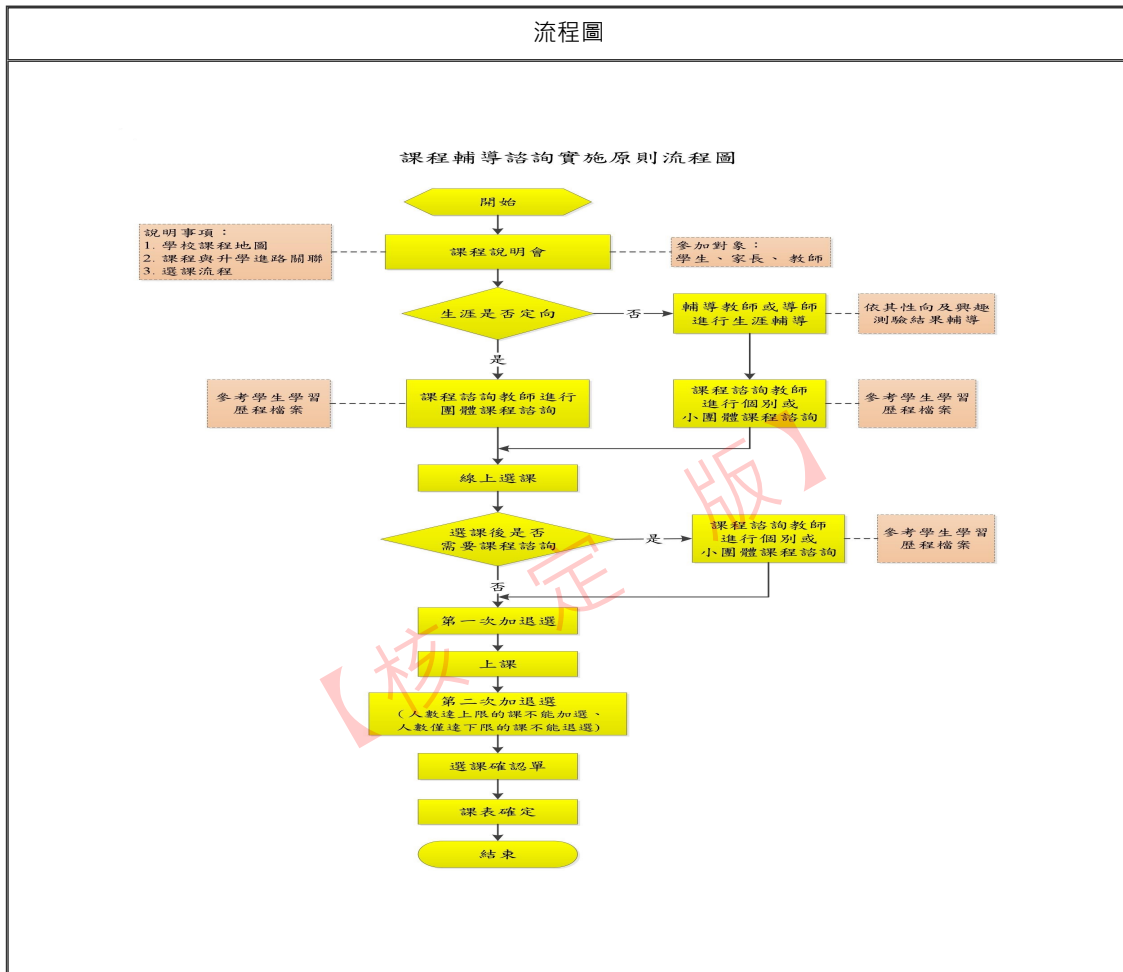 流程圖
課程輔導諮詢實施原則流程圖
開始
說明事項：
1. 學校課程地圖
2. 課程與升學進路關聯
3. 選課流程
課程說明會
參加對象：
學生、家長、教師
生涯是否定向
否
輔導教師或導師
進行生涯輔導
依其性向及興趣
測驗結果輔導
是
參考學生學習
歷程檔案
課程諮詢教師進行
團體課程諮詢
課程諮詢教師
進行個別或
小團體課程諮詢
參考學生學習
歷程檔案
線上選課
選課後是否
需要課程諮詢
是
課程諮詢教師
進行個別或
小團體課程諮詢
參考學生學習
歷程檔案
否
第一次加退選
上課
第二次加退選
(人數達上限的課不能加選、
人數僅達下限的課不能退選)
選課確認單
課表確定
結束
【核定版】